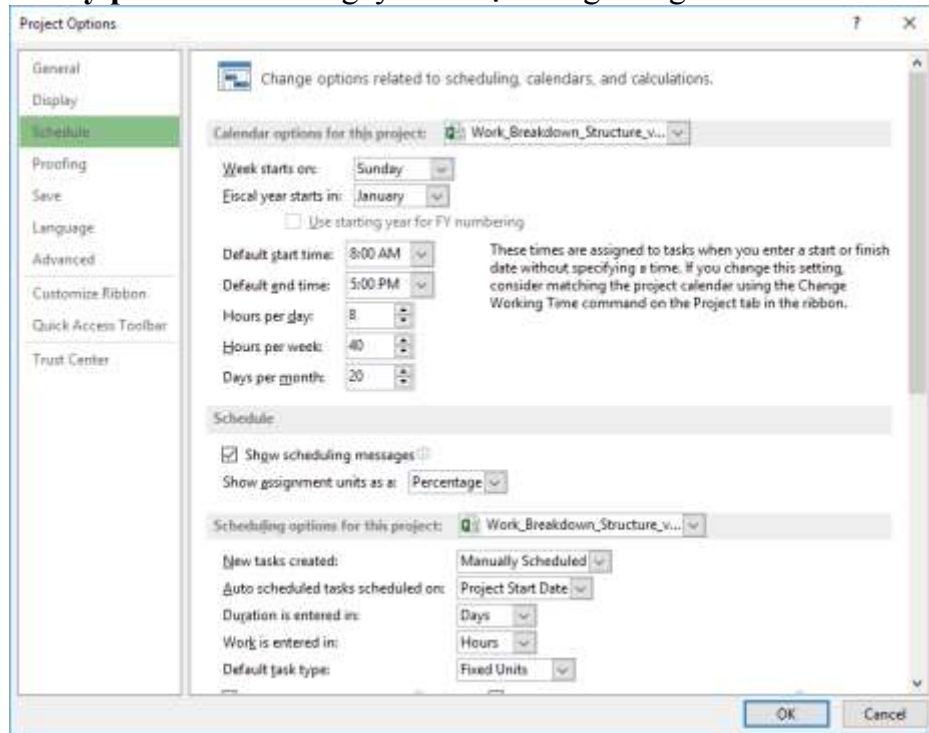 Project Options
?
General
Display
Schedule
Proofing
Save
Language
Advanced
Customize Ribbon
Quick Access Toolbar
Trust Center
Change options related to scheduling, calendars, and calculations.
Calendar options for this project: Work_Breakdown_Structure_v...
Week starts on: Sunday
Fiscal year starts in: January
Use starting year for FY numbering
Default start time: 8:00 AM
Default end time: 5:00 PM
Hours per day: 8
Hours per week: 40
Days per month: 20
These times are assigned to tasks when you enter a start or finish
date without specifying a time. If you change this setting,
consider matching the project calendar using the Change
Working Time command on the Project tab in the ribbon.
Schedule
Show scheduling messages
Show assignment units as a: Percentage
Scheduling options for this project: Work_Breakdown_Structure_v...
New tasks created: Manually Scheduled
Auto scheduled tasks scheduled on: Project Start Date
Duration is entered in: Days
Work is entered in: Hours
Default task type: Fixed Units
OK
Cancel